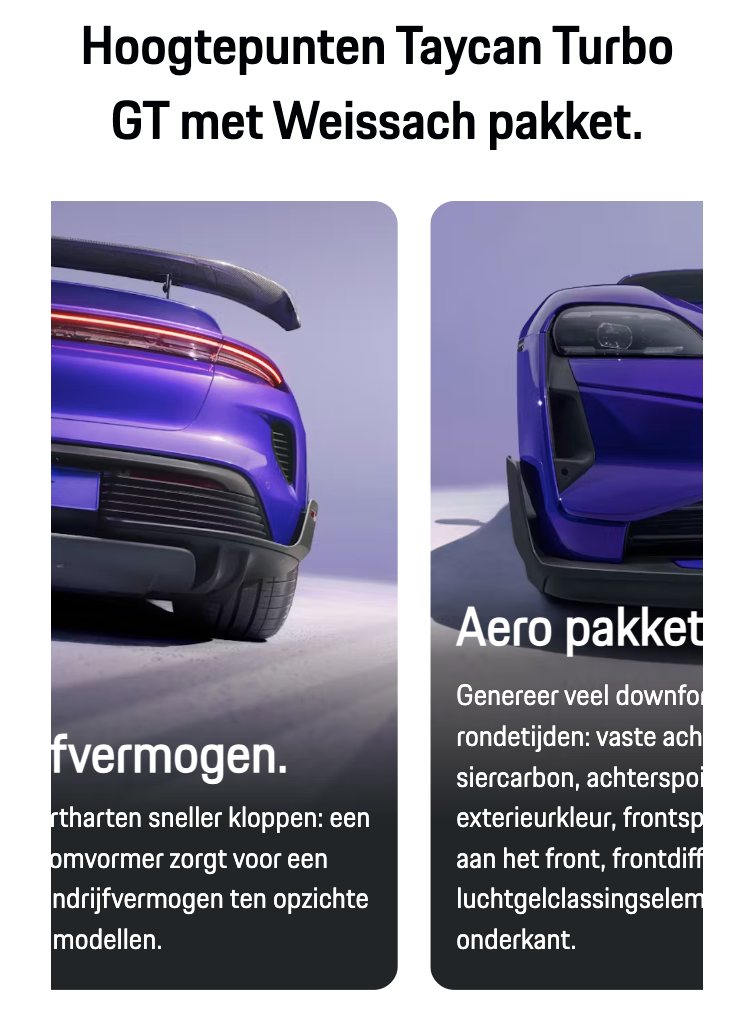 Hoogtepunten Taycan Turbo
GT met Weissach pakket.
fvermogen.
rtharten sneller kloppen: een
omvormer zorgt voor een
ndrijfvermogen ten opzichte
modellen.
Aero pakket
Genereer veel downfo
rondetijden: vaste ach
siercarbon, achterspoi
exterieurkleur, frontsp
aan het front, frontdiff
luchtgelclassingselem
onderkant.